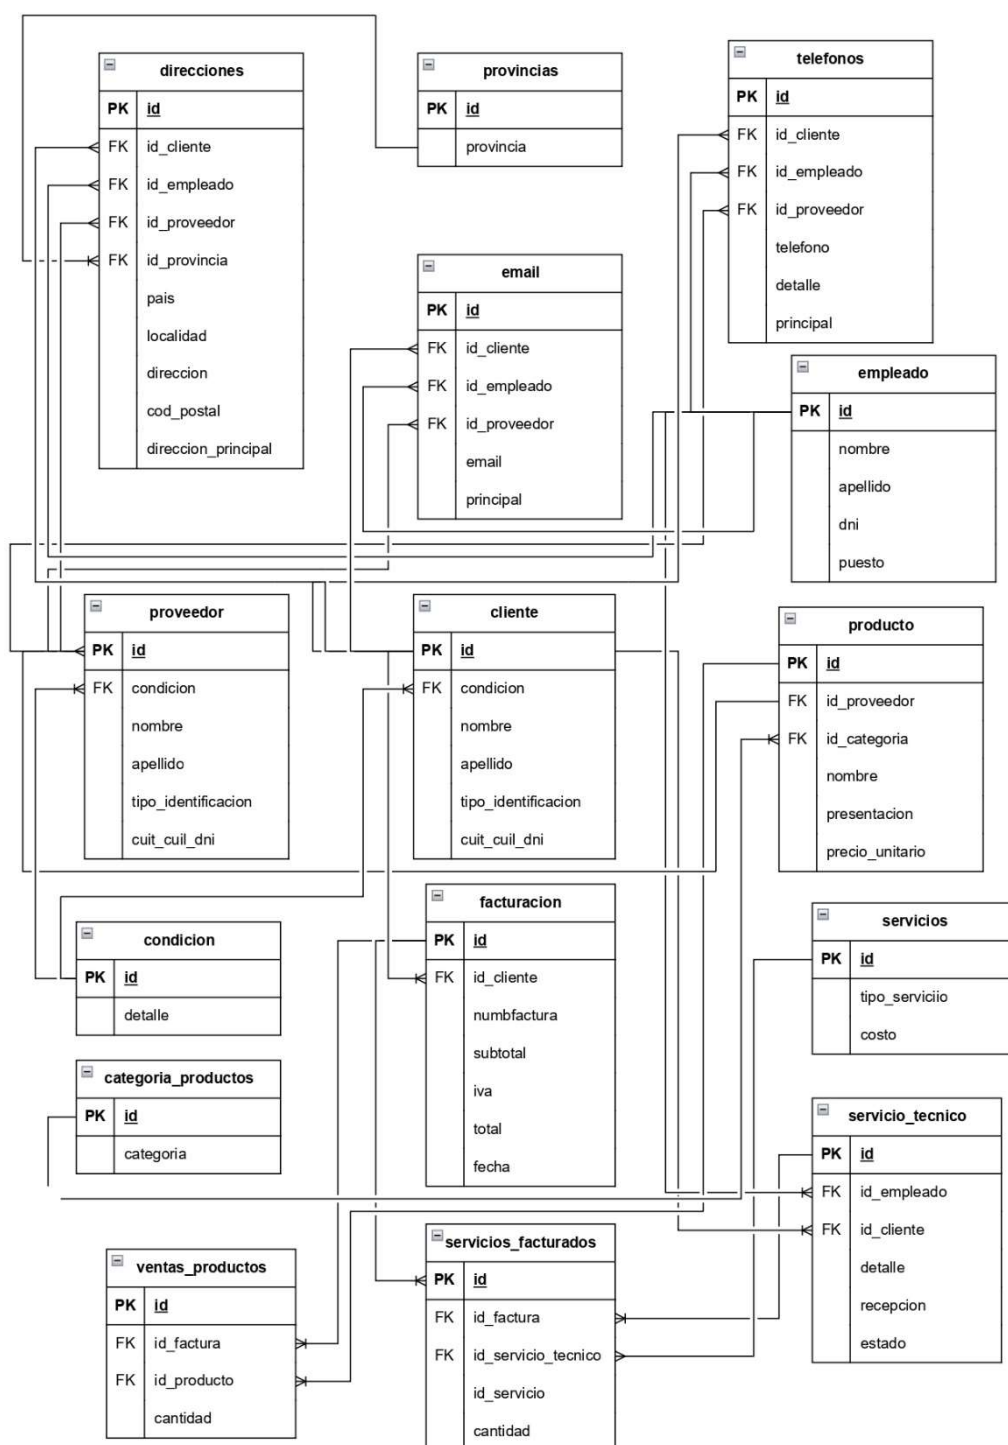 direcciones
PK id
FK id_cliente
FK id_empleado
FK id_proveedor
FK id_provincia
pais
localidad
direccion
cod_postal
direccion_principal
provincias
PK id
provincia
telefonos
PK id
FK id_cliente
FK id_empleado
FK id_proveedor
telefono
detalle
principal
email
PK id
FK id_cliente
FK id_empleado
FK id_proveedor
email
principal
empleado
PK id
nombre
apellido
dni
puesto
proveedor
PK id
FK condicion
nombre
apellido
tipo_identificacion
cuit_cuil_dni
cliente
PK id
FK condicion
nombre
apellido
tipo_identificacion
cuit_cuil_dni
producto
PK id
FK id_proveedor
FK id_categoria
nombre
presentacion
precio_unitario
condicion
PK id
detalle
facturacion
PK id
FK id_cliente
numbfactura
subtotal
iva
total
fecha
servicios
PK id
tipo_serviciio
costo
categoria_productos
PK id
categoria
servicio_tecnico
PK id
FK id_empleado
FK id_cliente
detalle
recepcion
estado
ventas_productos
PK id
FK id_factura
FK id_producto
cantidad
servicios_facturados
PK id
FK id_factura
FK id_servicio_tecnico
id_servicio
cantidad